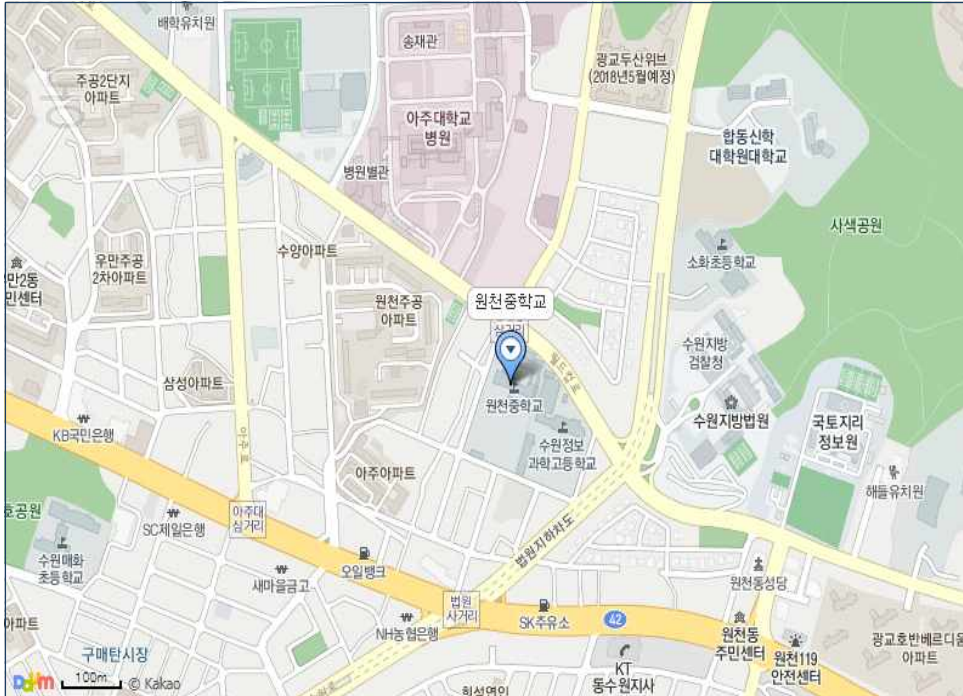 배학유치원
송재관
광교두산위브
(2018년5월예정)
주공2단지
아파트
아주대학교
병원
합동신학
대학원대학교
병원별관
사색공원
수양아파트
소화초등학교
우만주공
2차아파트
만2동
민센터
원천주공
아파트
원천중학교
삼거리
월드컵로
수원지방
검찰청
삼성아파트
원천중학교
수원지방법원
국토지리
정보원
KB국민은행
아주로
수원정보
과학고등학교
아주아파트
해들유치원
호공원
SC제일은행
아주대
삼거리
법원지하차도
수원매화
초등학교
오일뱅크
새마을금고
원천동성당
법원
사거리
NH농협은행
SK주유소
42
원천동
주민센터
원천119
안전센터
광교호반베르디움
아파트
아파트
구매탄시장
KT
동수원지사
Daum
100m
© Kakao